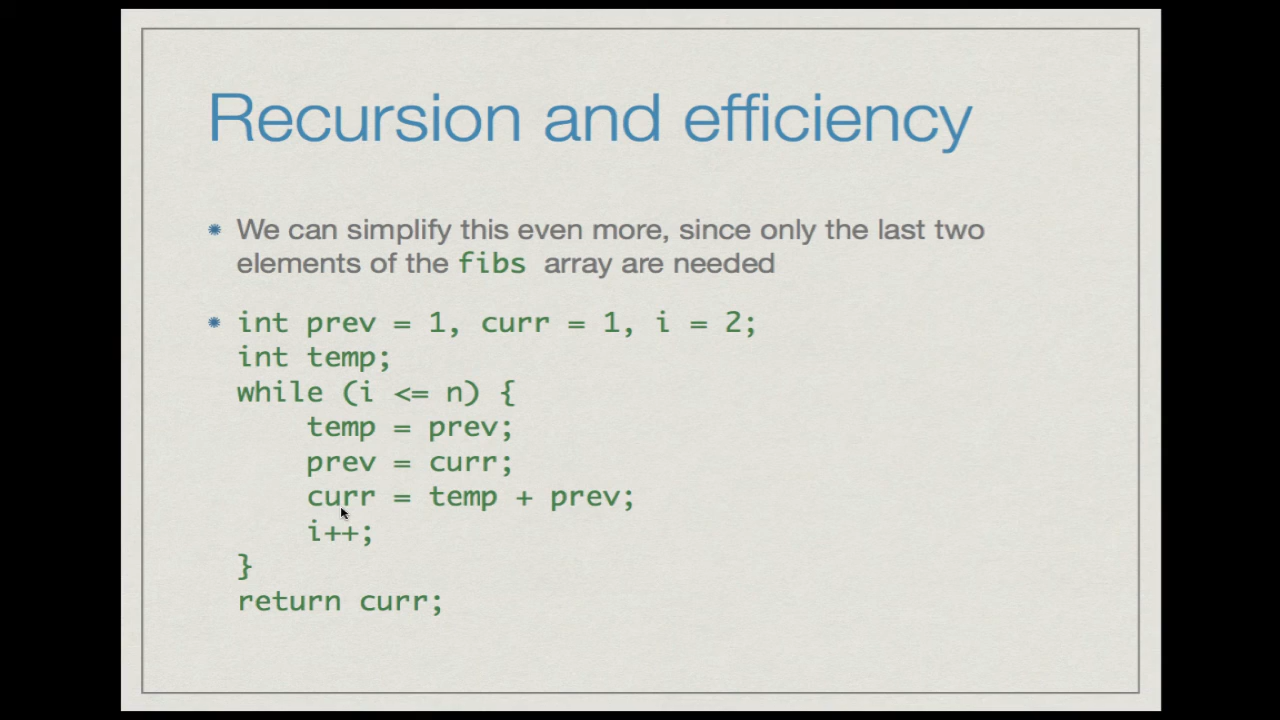 Recursion and efficiency
We can simplify this even more, since only the last two
elements of the fibs array are needed
int prev = 1, curr = 1, i = 2;
int temp;
while (i <= n) {
    temp = prev;
    prev = curr;
    curr = temp + prev;
    i++;
}
return curr;